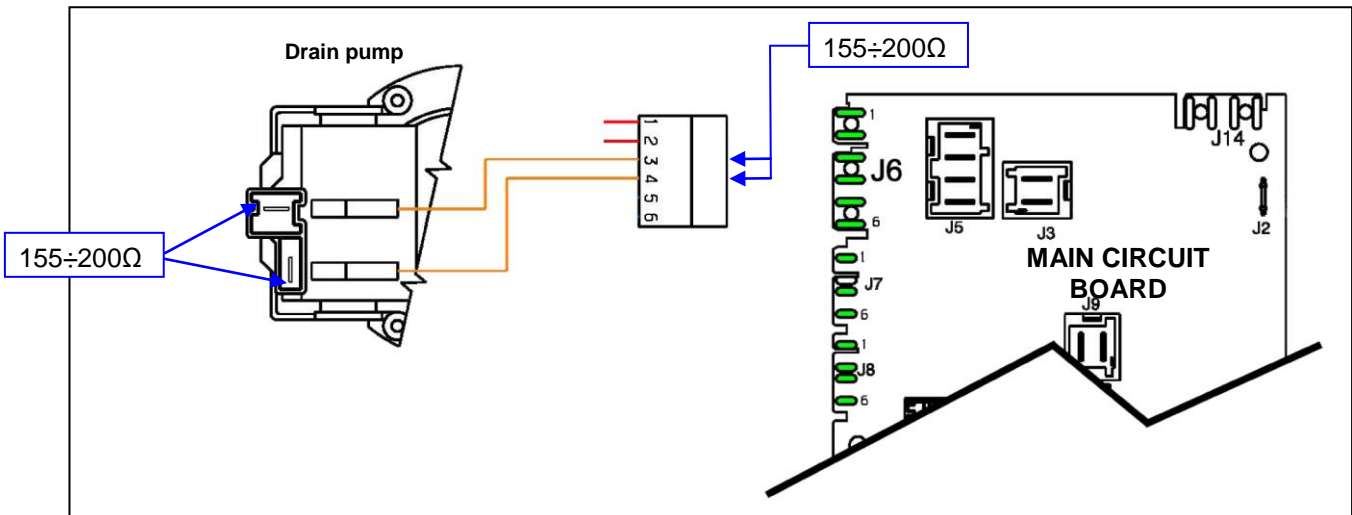 Drain pump
155÷200Ω
155÷200Ω
1
2
3
4
5
6
1
J6
6
1
J7
6
1
J8
6
J5
J3
J14
J2
MAIN CIRCUIT
BOARD
J9